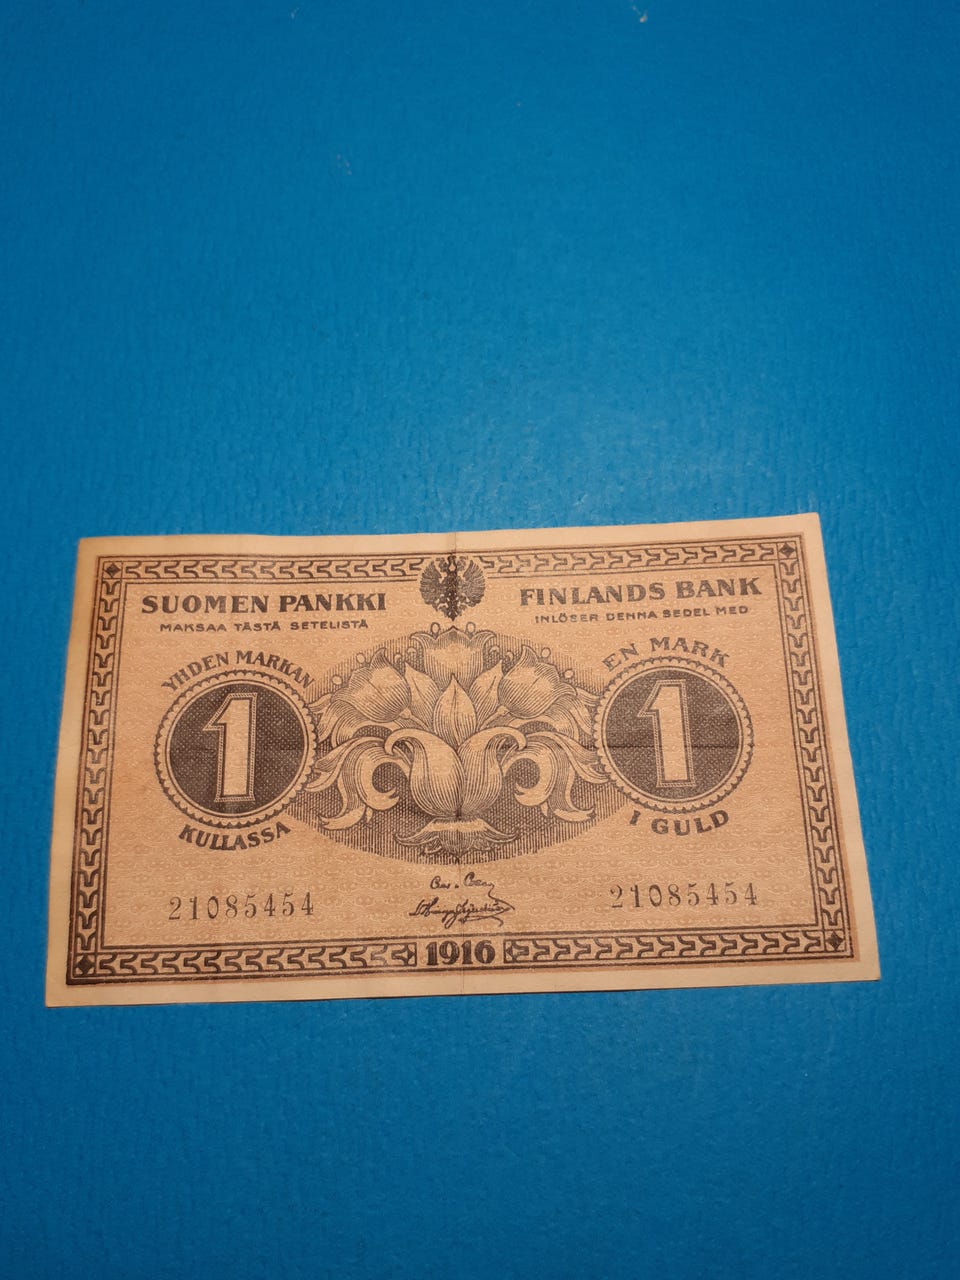 SUOMEN PANKKI
MAKSAA TÄSTÄ SETELISTÄ
YHDEN MARKAN
1
KULLASSA
21085454
FINLANDS BANK
INLÖSER DENNA SEDEL MED
EN MARK
1
I GULD
21085454
1916